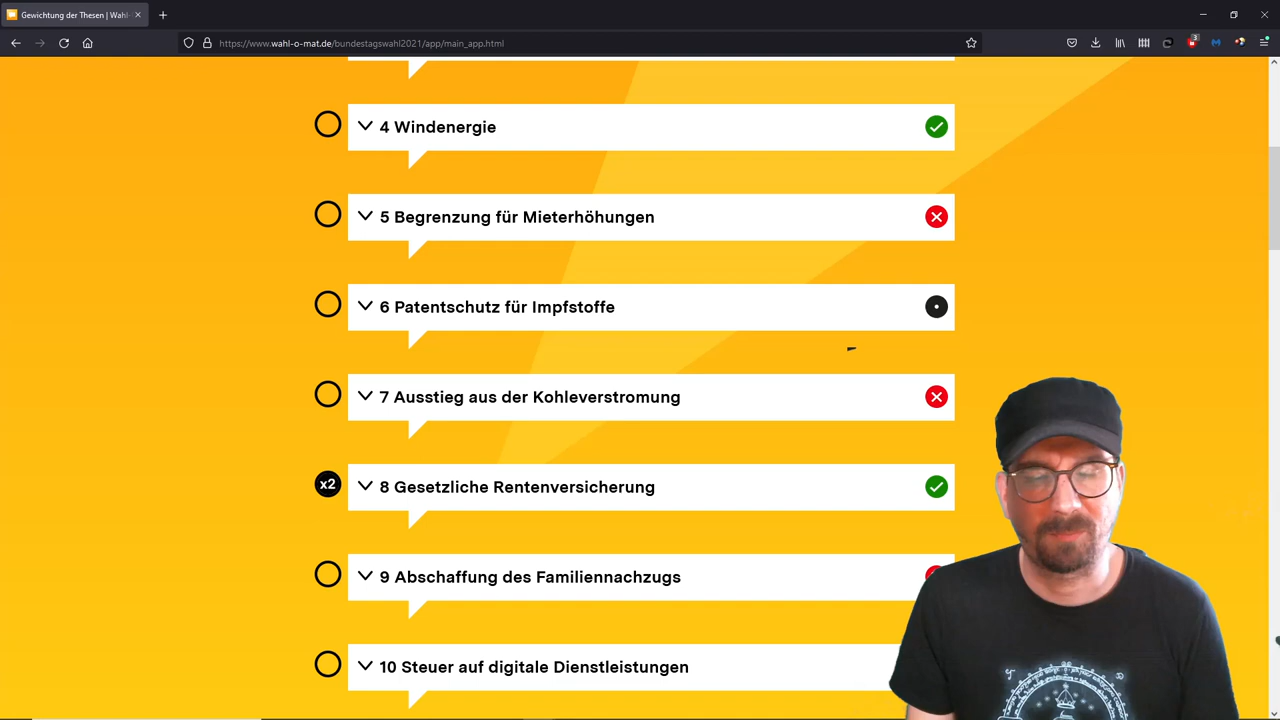 Gewichtung der Thesen | Wahl-
https://www.wahl-o-mat.de/bundestagswahl2021/app/main_app.html
3
4 Windenergie
5 Begrenzung für Mieterhöhungen
6 Patentschutz für Impfstoffe
7 Ausstieg aus der Kohleverstromung
x2
8 Gesetzliche Rentenversicherung
9 Abschaffung des Familiennachzugs
10 Steuer auf digitale Dienstleistungen